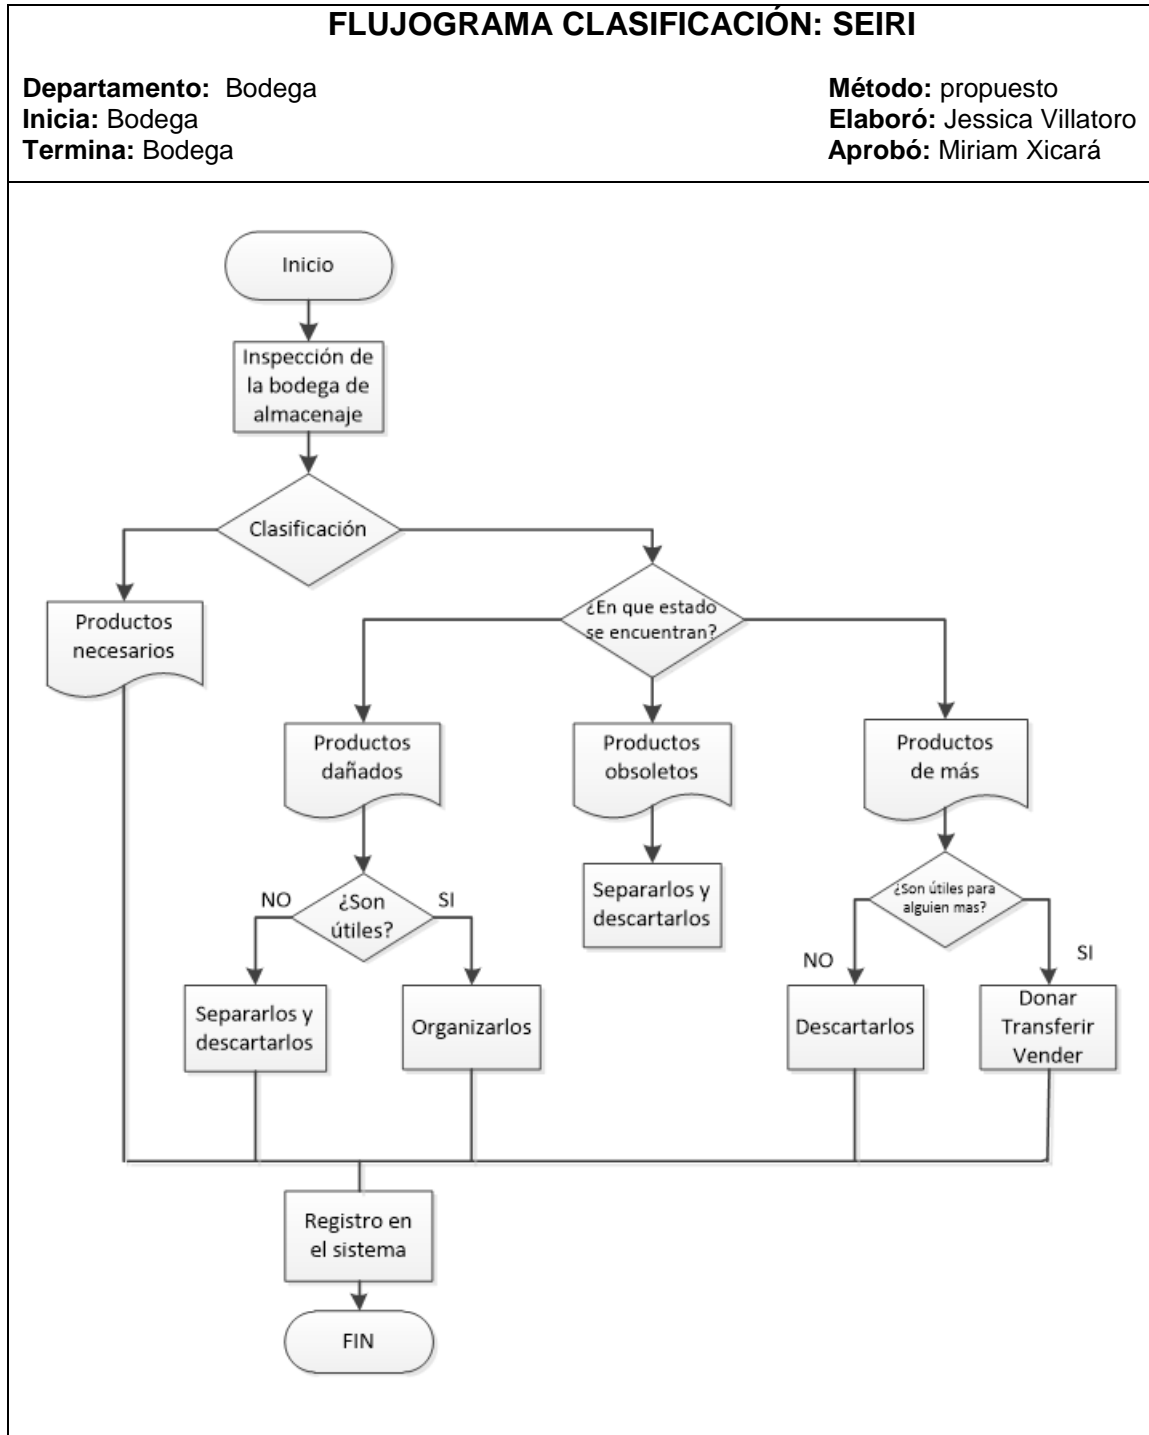 FLUJOGRAMA CLASIFICACIÓN: SEIRI
Departamento: Bodega
Inicia: Bodega
Termina: Bodega
Método: propuesto
Elaboró: Jessica Villatoro
Aprobó: Miriam Xicará
Inicio
Inspección de
la bodega de
almacenaje
Clasificación
Productos
necesarios
¿En que estado
se encuentran?
Productos
dañados
Productos
obsoletos
Productos
de más
NO
¿Son
útiles?
SI
Separarlos y
descartarlos
¿Son útiles para
alguien mas?
NO
SI
Separarlos y
descartarlos
Organizarlos
Descartarlos
Donar
Transferir
Vender
Registro en
el sistema
FIN